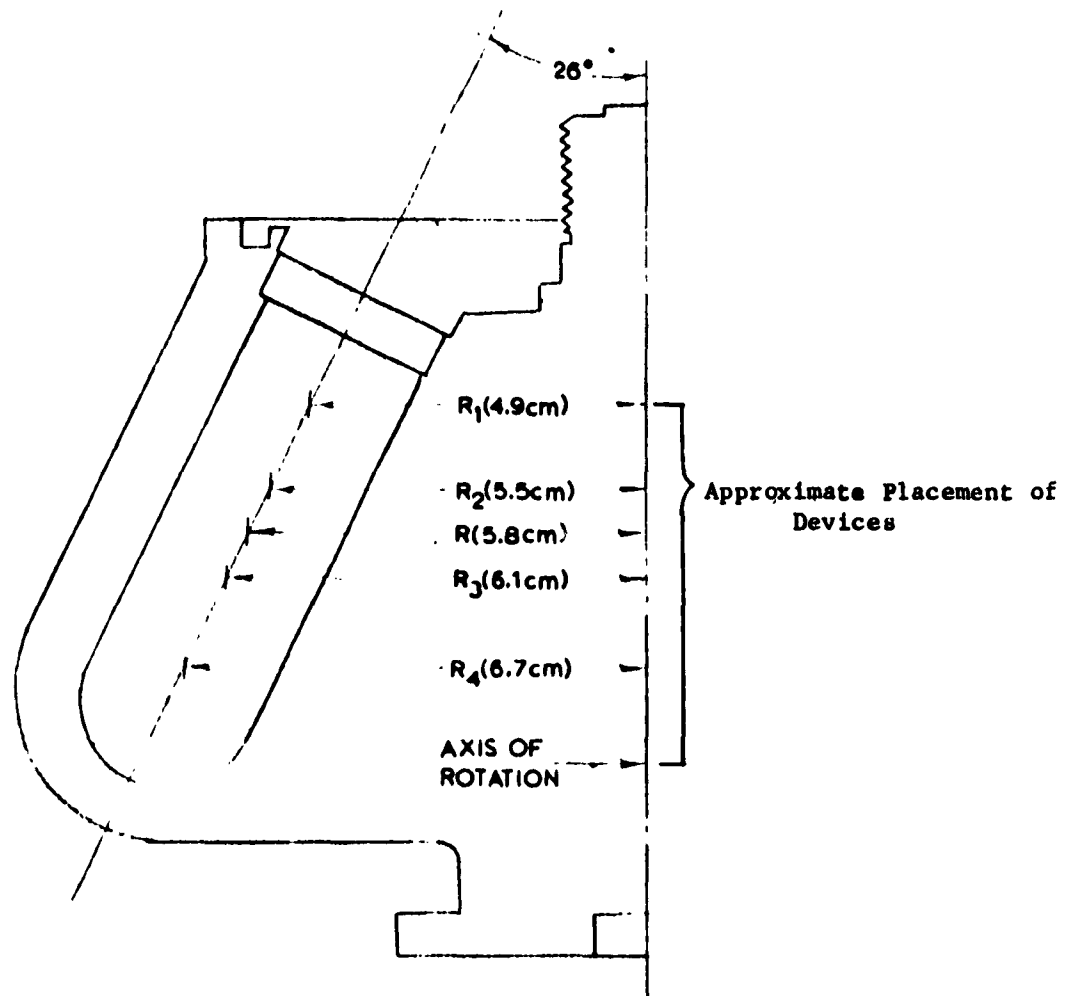 26°
R₁(4.9cm)
R₂(5.5cm)
R(5.8cm)
R₃(6.1cm)
R₄(6.7cm)
AXIS OF
ROTATION
Approximate Placement of
Devices